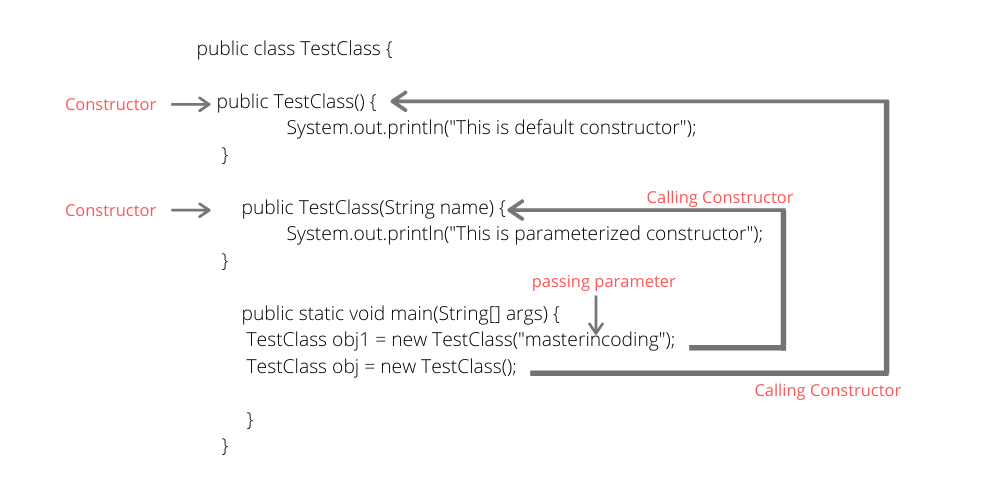 public class TestClass {
Constructor
public TestClass() {
System.out.println("This is default constructor");
}
Calling Constructor
Constructor
public TestClass(String name) {
System.out.println("This is parameterized constructor");
}
passing parameter
public static void main(String[] args) {
TestClass obj1 = new TestClass("masterincoding");
TestClass obj = new TestClass();
Calling Constructor
}
}